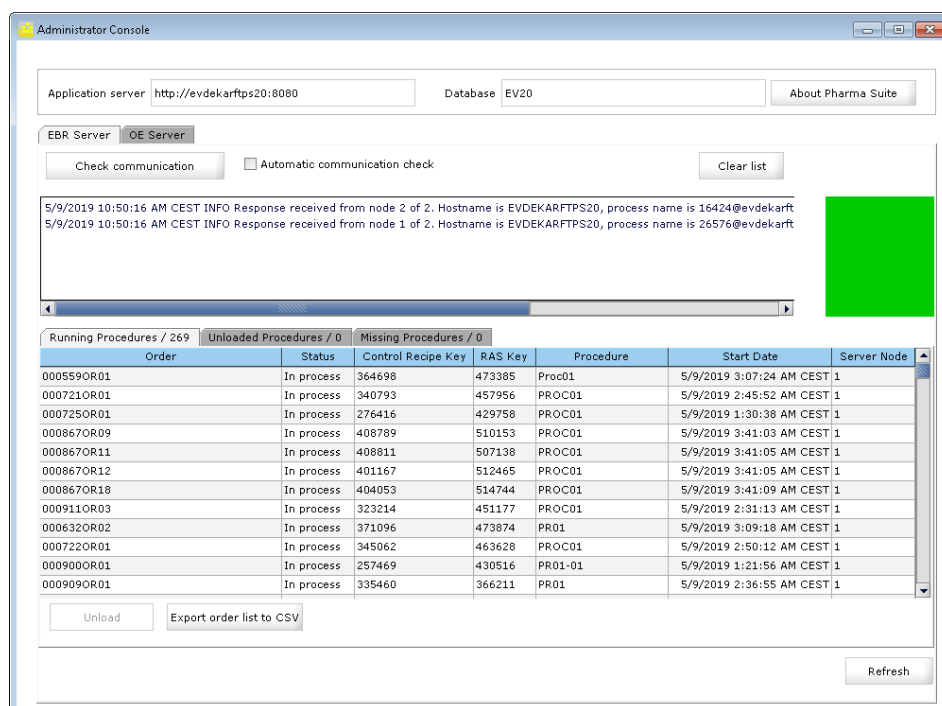 Administrator Console
Application server http://evdekarftps20:8080 Database EV20 About Pharma Suite
EBR Server OE Server
Check communication Automatic communication check Clear list
5/9/2019 10:50:16 AM CEST INFO Response received from node 2 of 2. Hostname is EVDEKARFTPS20, process name is 16424@evdekarft
5/9/2019 10:50:16 AM CEST INFO Response received from node 1 of 2. Hostname is EVDEKARFTPS20, process name is 26576@evdekarft
Running Procedures / 269 Unloaded Procedures / 0 Missing Procedures / 0
Order Status Control Recipe Key RAS Key Procedure Start Date Server Node
000559OR01 In process 364698 473385 Proc01 5/9/2019 3:07:24 AM CEST 1
000721OR01 In process 340793 457956 PROC01 5/9/2019 2:45:52 AM CEST 1
000725OR01 In process 276416 429758 PROC01 5/9/2019 1:30:38 AM CEST 1
000867OR09 In process 408789 510153 PROC01 5/9/2019 3:41:03 AM CEST 1
000867OR11 In process 408811 507138 PROC01 5/9/2019 3:41:05 AM CEST 1
000867OR12 In process 401167 512465 PROC01 5/9/2019 3:41:05 AM CEST 1
000867OR18 In process 404053 514744 PROC01 5/9/2019 3:41:09 AM CEST 1
000911OR03 In process 323214 451177 PROC01 5/9/2019 2:31:13 AM CEST 1
000632OR02 In process 371096 473874 PR01 5/9/2019 3:09:18 AM CEST 1
000722OR01 In process 345062 463628 PROC01 5/9/2019 2:50:12 AM CEST 1
000900OR01 In process 257469 430516 PR01-01 5/9/2019 1:21:56 AM CEST 1
000909OR01 In process 335460 366211 PR01 5/9/2019 2:36:55 AM CEST 1
Unload Export order list to CSV
Refresh